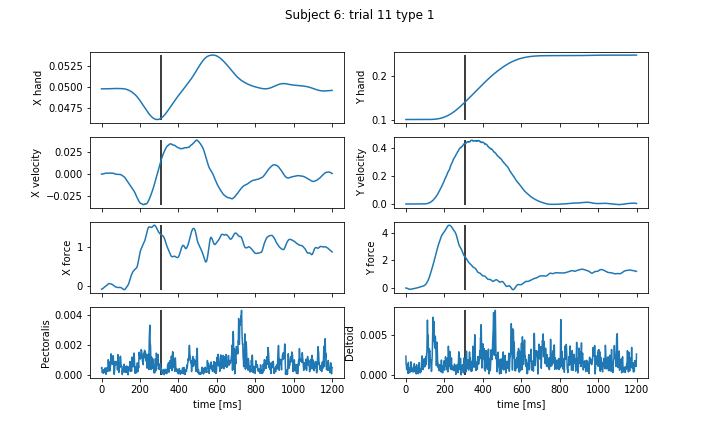 Subject 6: trial 11 type 1
X hand
0.0525
0.0500
0.0475
Y hand
0.2
0.1
X velocity
0.025
0.000
−0.025
Y velocity
0.4
0.2
0.0
X force
1
0
Y force
4
2
0
Pectoralis
0.004
0.002
0.000
Deltoid
0.005
0.000
0 200 400 600 800 1000 1200
0 200 400 600 800 1000 1200
time [ms]
time [ms]